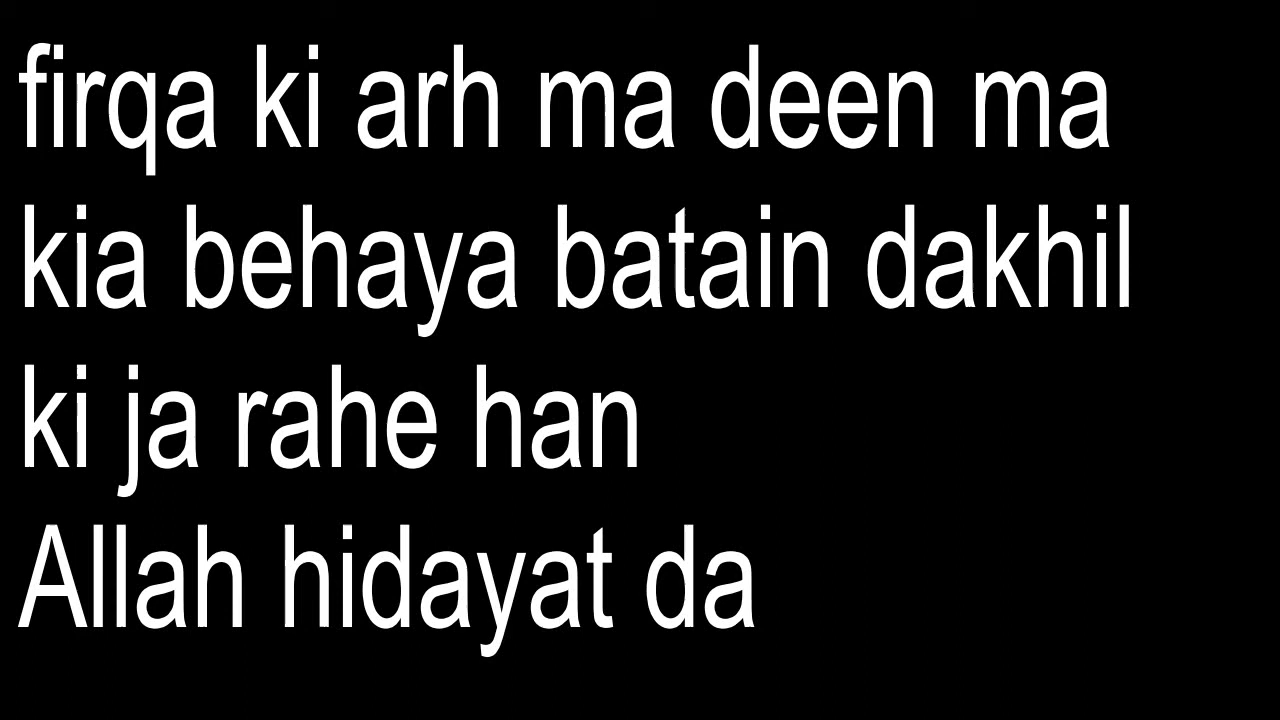 firqa ki arh ma deen ma
kia behaya batain dakhil
ki ja rahe han
Allah hidayat da